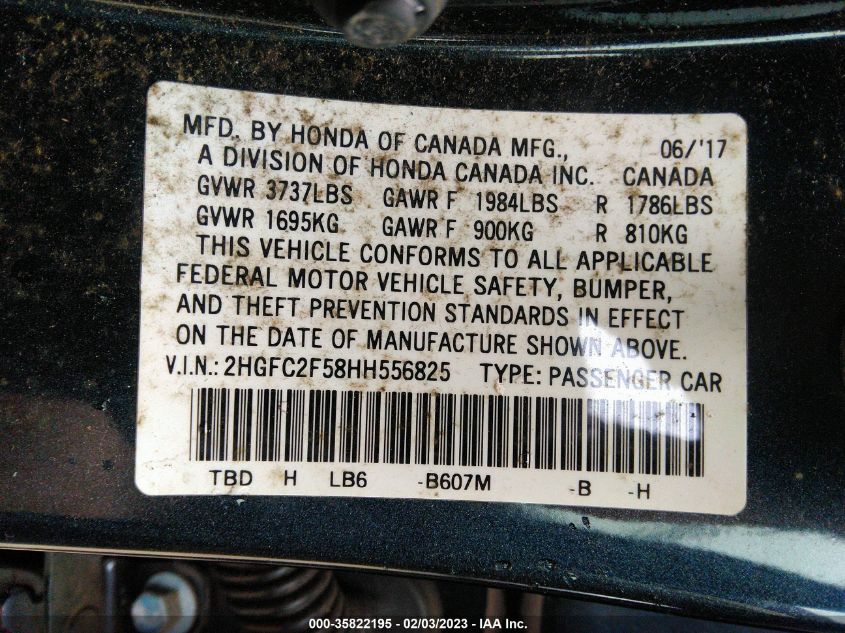 MFD. BY HONDA OF CANADA MFG., 06/'17
A DIVISION OF HONDA CANADA INC. CANADA
GVWR 3737LBS GAWR F 1984LBS R 1786LBS
GVWR 1695KG GAWR F 900KG R 810KG
THIS VEHICLE CONFORMS TO ALL APPLICABLE
FEDERAL MOTOR VEHICLE SAFETY, BUMPER,
AND THEFT PREVENTION STANDARDS IN EFFECT
ON THE DATE OF MANUFACTURE SHOWN ABOVE.
V.I.N.: 2HGFC2F58HH556825 TYPE: PASSENGER CAR
TBD H LB6 -B607M -B -H
000-35822195 - 02/03/2023 - IAA Inc.